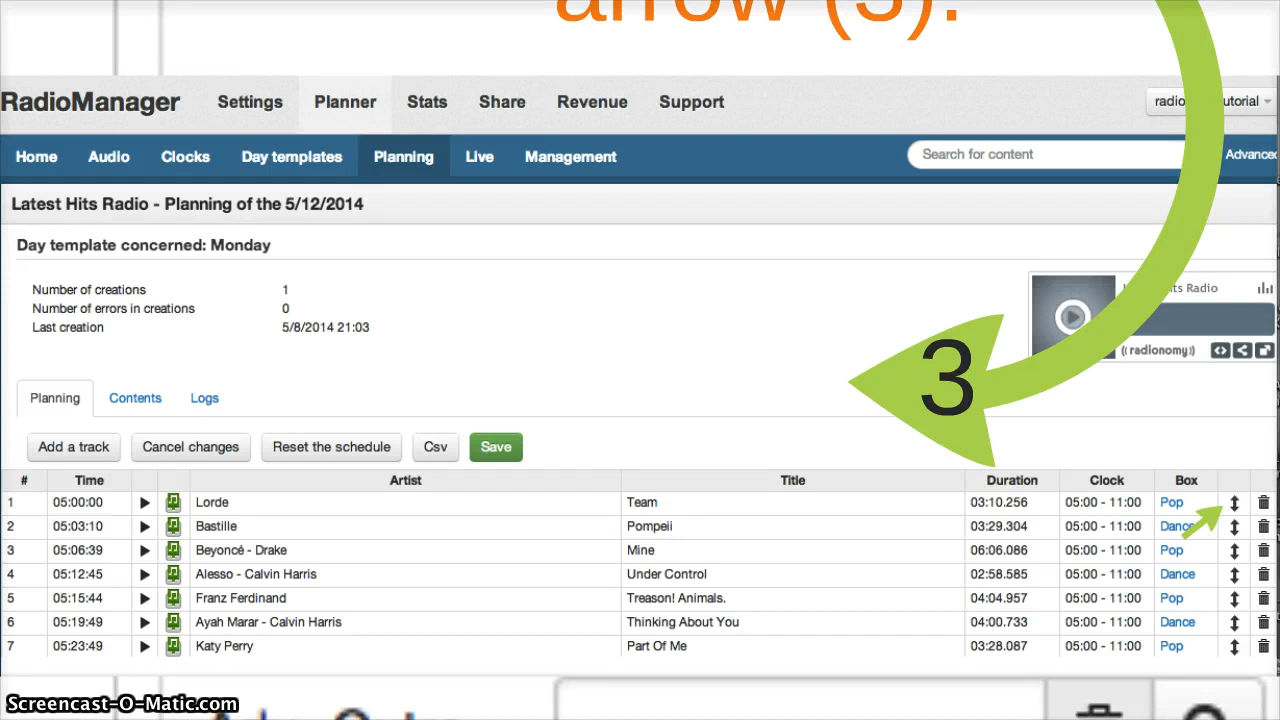 arrow (3).
RadioManager Settings Planner Stats Share Revenue Support
Home Audio Clocks Day templates Planning Live Management Search for content Advanced
Latest Hits Radio - Planning of the 5/12/2014
Day template concerned: Monday
Number of creations 1
Number of errors in creations 0
Last creation 5/8/2014 21:03
Radio
radionomy
3
Planning Contents Logs
Add a track Cancel changes Reset the schedule Csv Save
# Time Artist Title Duration Clock Box
1 05:00:00 Lorde Team 03:10.256 05:00 - 11:00 Pop
2 05:03:10 Bastille Pompeii 03:29.304 05:00 - 11:00 Dance
3 05:06:39 Beyoncé - Drake Mine 06:06.086 05:00 - 11:00 Pop
4 05:12:45 Alesso - Calvin Harris Under Control 02:58.585 05:00 - 11:00 Dance
5 05:15:44 Franz Ferdinand Treason! Animals. 04:04.957 05:00 - 11:00 Pop
6 05:19:49 Ayah Marar - Calvin Harris Thinking About You 04:00.733 05:00 - 11:00 Dance
7 05:23:49 Katy Perry Part Of Me 03:28.087 05:00 - 11:00 Pop
Screencast-O-Matic.com